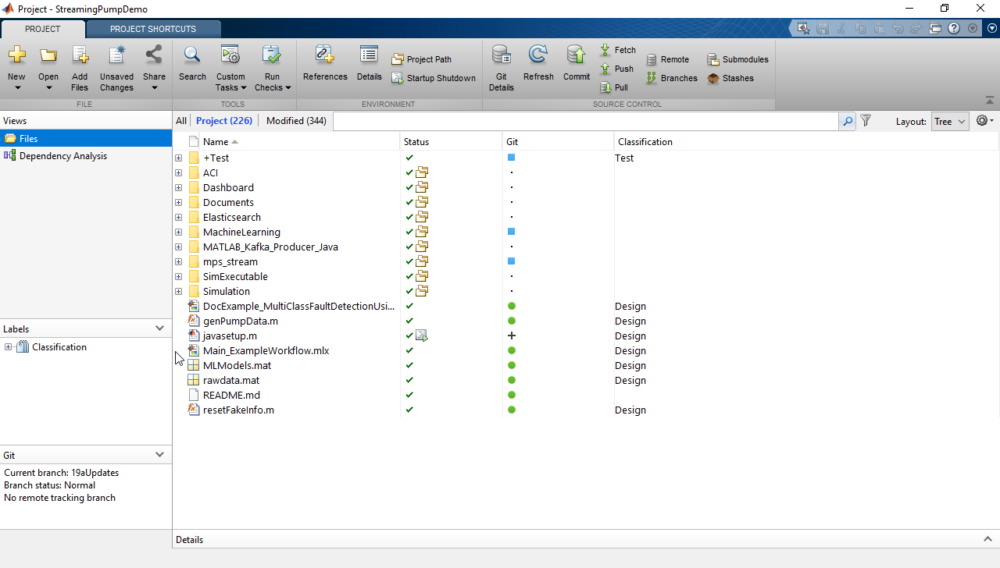 Project - StreamingPumpDemo
PROJECT PROJECT SHORTCUTS
New
Open
Add Files
Unsaved Changes
Share
FILE
Search
Custom Tasks
Run Checks
TOOLS
References
Details
Project Path
Startup Shutdown
ENVIRONMENT
Git Details
Refresh
Commit
Fetch
Push
Pull
Remote
Branches
Submodules
Stashes
SOURCE CONTROL
Views
Files
Dependency Analysis
Labels
Classification
Git
Current branch: 19aUpdates
Branch status: Normal
No remote tracking branch
All Project (226) Modified (344) Layout: Tree
Name Status Git Classification
+Test Test
ACI
Dashboard
Documents
Elasticsearch
MachineLearning
MATLAB_Kafka_Producer_Java
mps_stream
SimExecutable
Simulation
DocExample_MultiClassFaultDetectionUsi... Design
genPumpData.m Design
javasetup.m Design
Main_ExampleWorkflow.mlx Design
MLModels.mat Design
rawdata.mat Design
README.md
resetFakeInfo.m Design
Details